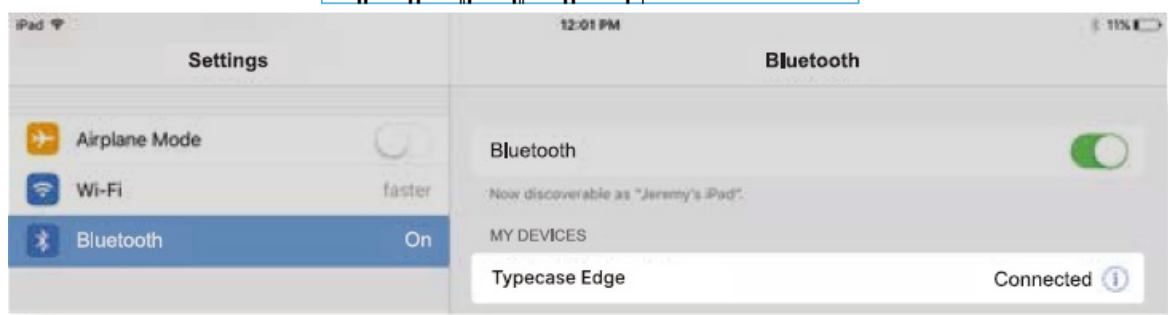 iPad 12:01 PM 11%
Settings Bluetooth
Airplane Mode
Wi-Fi faster
Bluetooth On
Bluetooth
Now discoverable as "Jeremy's iPad".
MY DEVICES
Typecase Edge Connected